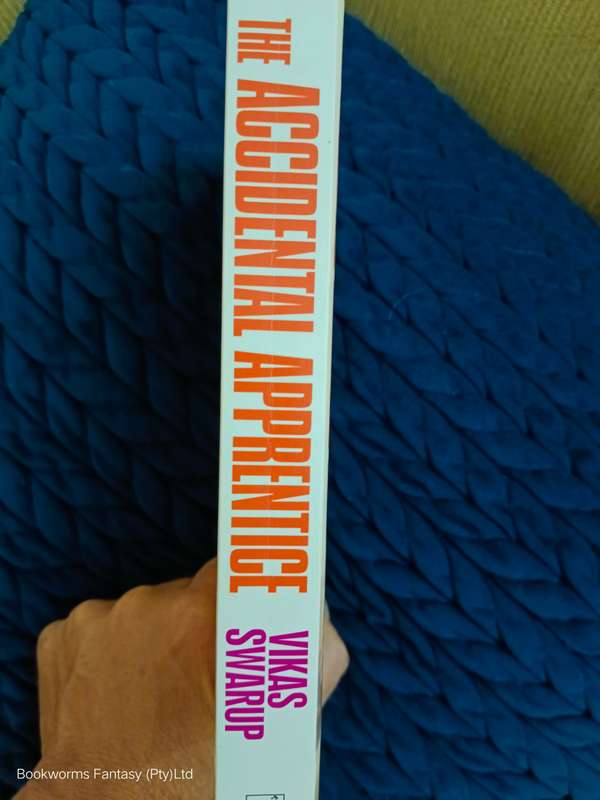 THE ACCIDENTAL APPRENTICE
VIKAS
SWARUP
Bookworms Fantasy (Pty)Ltd